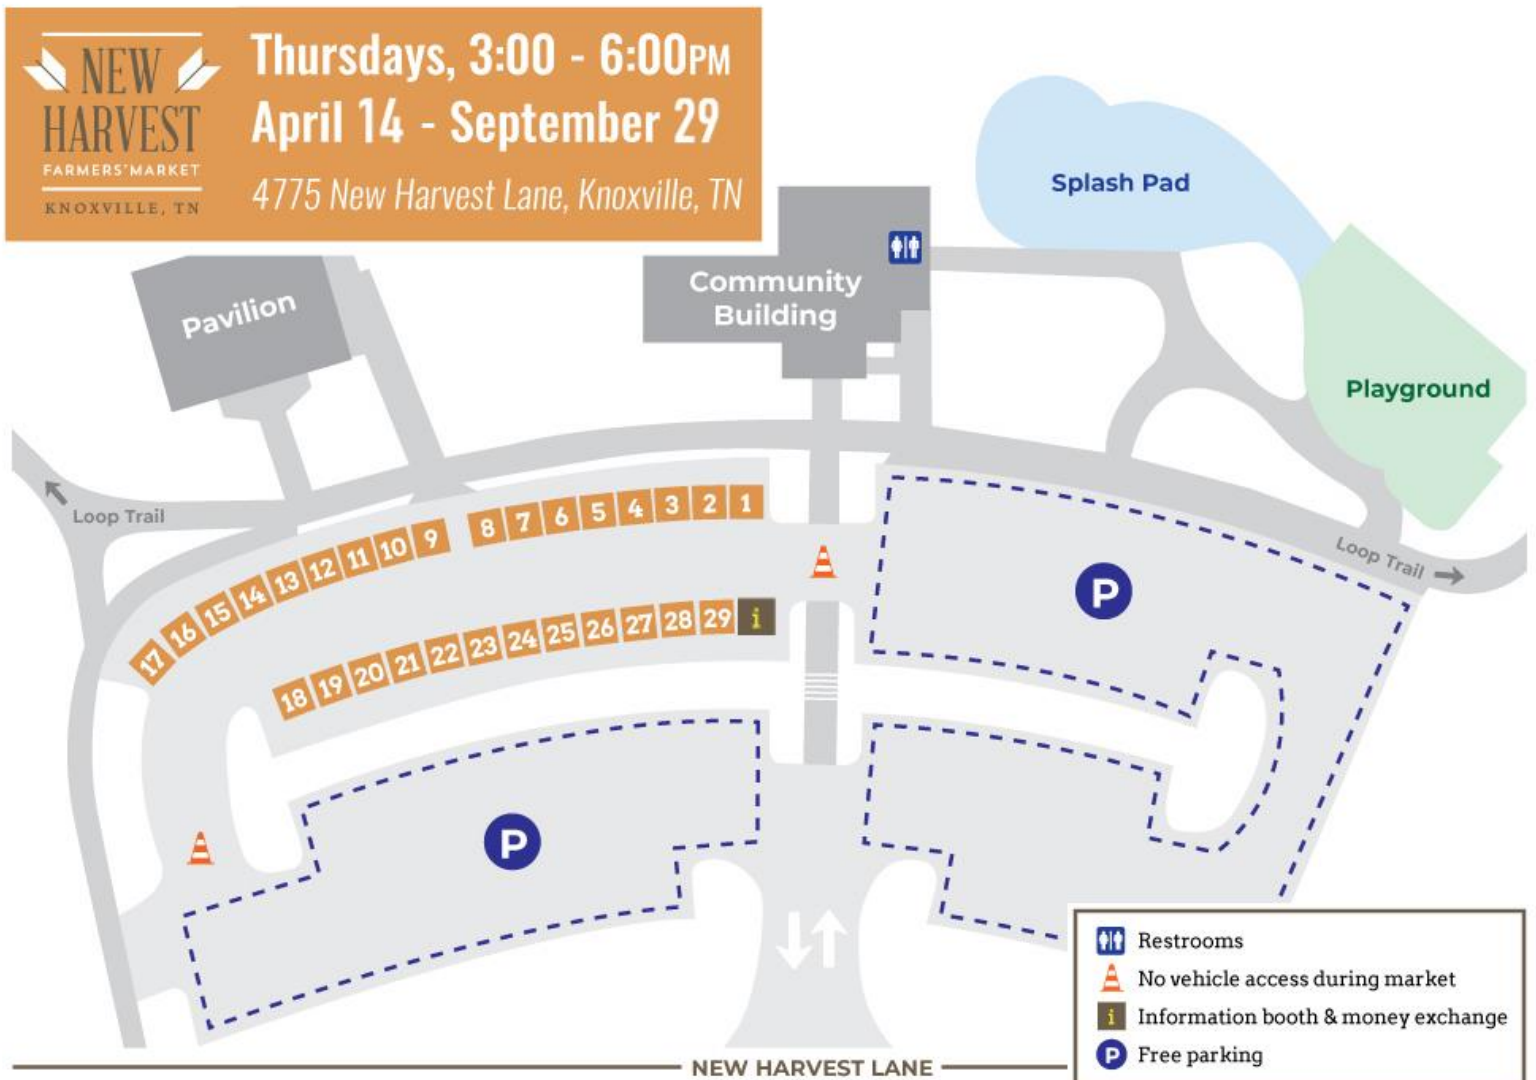 NEW
HARVEST
FARMERS'MARKET
KNOXVILLE, TN
Thursdays, 3:00 - 6:00PM
April 14 - September 29
4775 New Harvest Lane, Knoxville, TN
Splash Pad
Pavilion
Community
Building
Playground
Loop Trail
Loop Trail
1
2
3
4
5
6
7
8
9
10
11
12
13
14
15
16
17
18
19
20
21
22
23
24
25
26
27
28
29
i
P
P
Restrooms
No vehicle access during market
i Information booth & money exchange
P Free parking
NEW HARVEST LANE